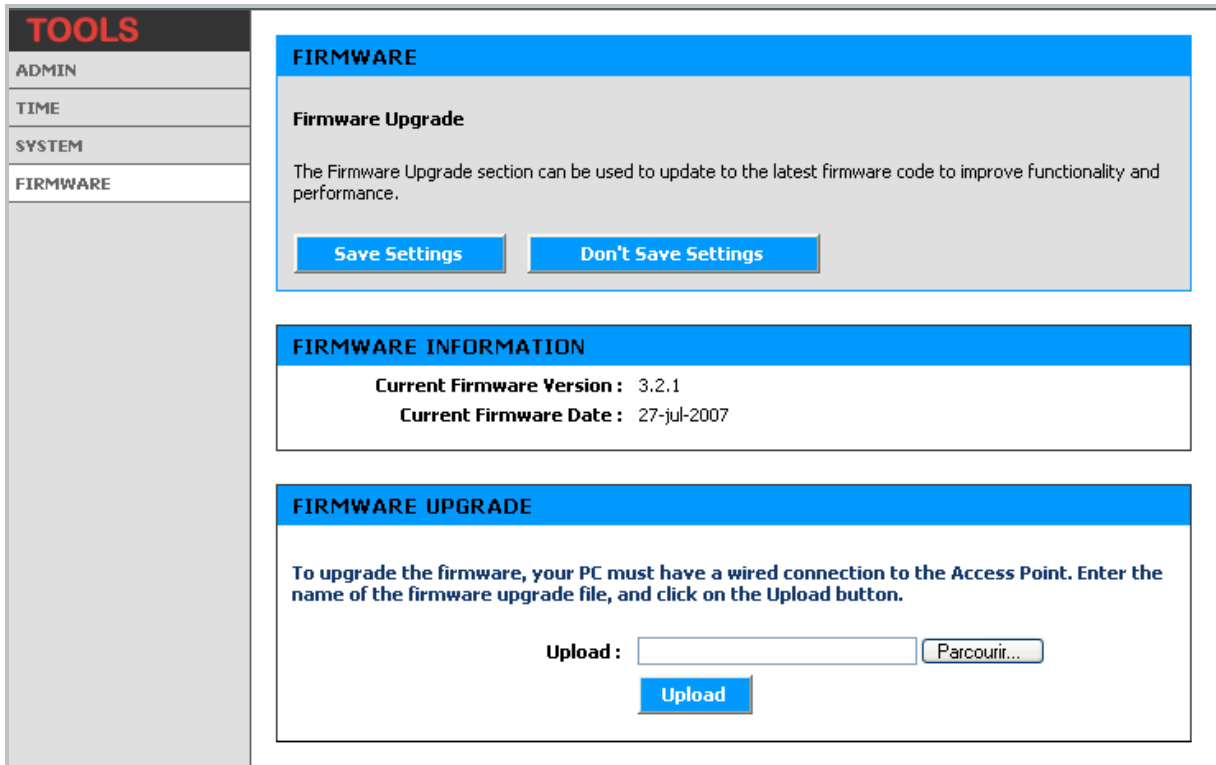 TOOLS
ADMIN
TIME
SYSTEM
FIRMWARE
FIRMWARE
Firmware Upgrade
The Firmware Upgrade section can be used to update to the latest firmware code to improve functionality and
performance.
Save Settings Don't Save Settings
FIRMWARE INFORMATION
Current Firmware Version : 3.2.1
Current Firmware Date : 27-jul-2007
FIRMWARE UPGRADE
To upgrade the firmware, your PC must have a wired connection to the Access Point. Enter the
name of the firmware upgrade file, and click on the Upload button.
Upload : Parcourir...
Upload